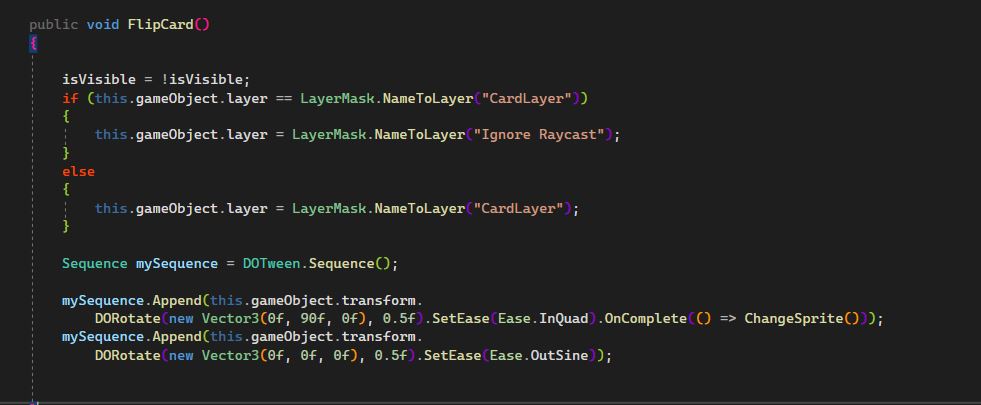 public void FlipCard()
{
isVisible = !isVisible;
if (this.gameObject.layer == LayerMask.NameToLayer("CardLayer"))
{
this.gameObject.layer = LayerMask.NameToLayer("Ignore Raycast");
}
else
{
this.gameObject.layer = LayerMask.NameToLayer("CardLayer");
}
Sequence mySequence = DOTween.Sequence();
mySequence.Append(this.gameObject.transform.
DORotate(new Vector3(0f, 90f, 0f), 0.5f).SetEase(Ease.InQuad).OnComplete(() => ChangeSprite()));
mySequence.Append(this.gameObject.transform.
DORotate(new Vector3(0f, 0f, 0f), 0.5f).SetEase(Ease.OutSine));